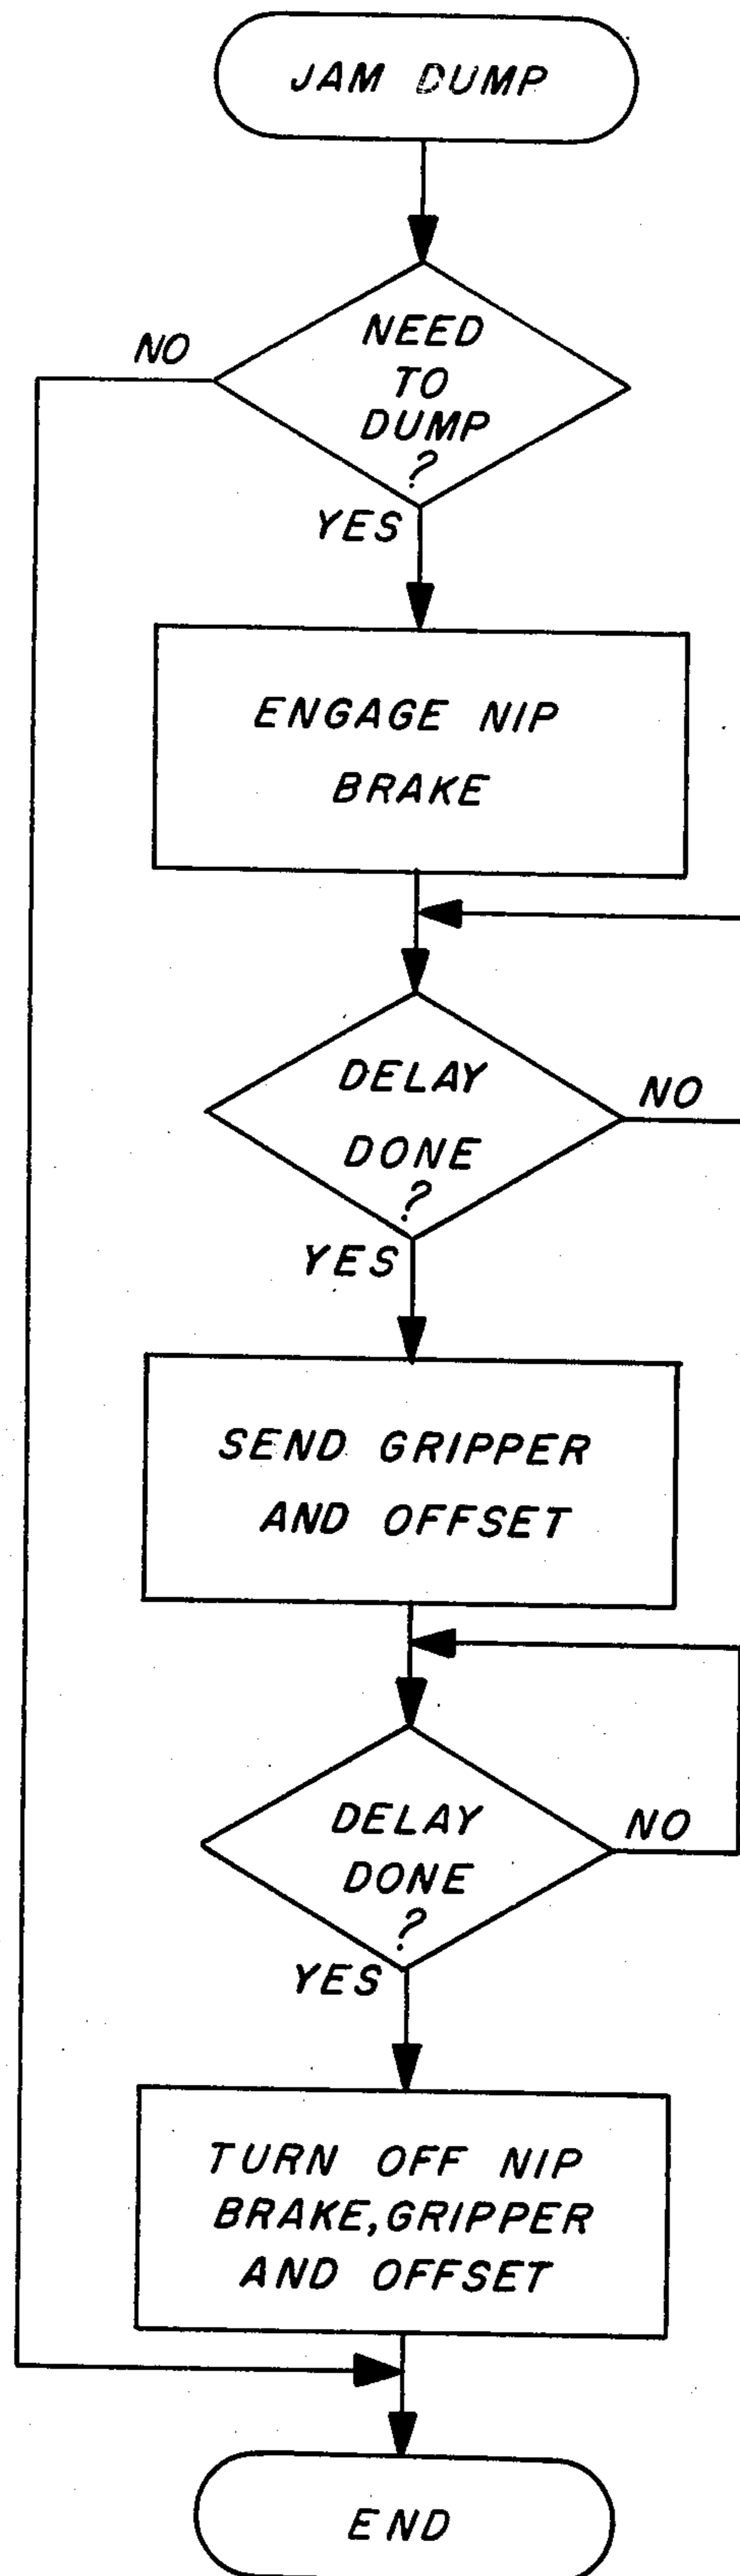 JAM DUMP
NO
NEED
TO
DUMP
?
YES
ENGAGE NIP
BRAKE
DELAY
NO
DONE
?
YES
SEND GRIPPER
AND OFFSET
DELAY
NO
DONE
?
YES
TURN OFF NIP
BRAKE, GRIPPER
AND OFFSET
END